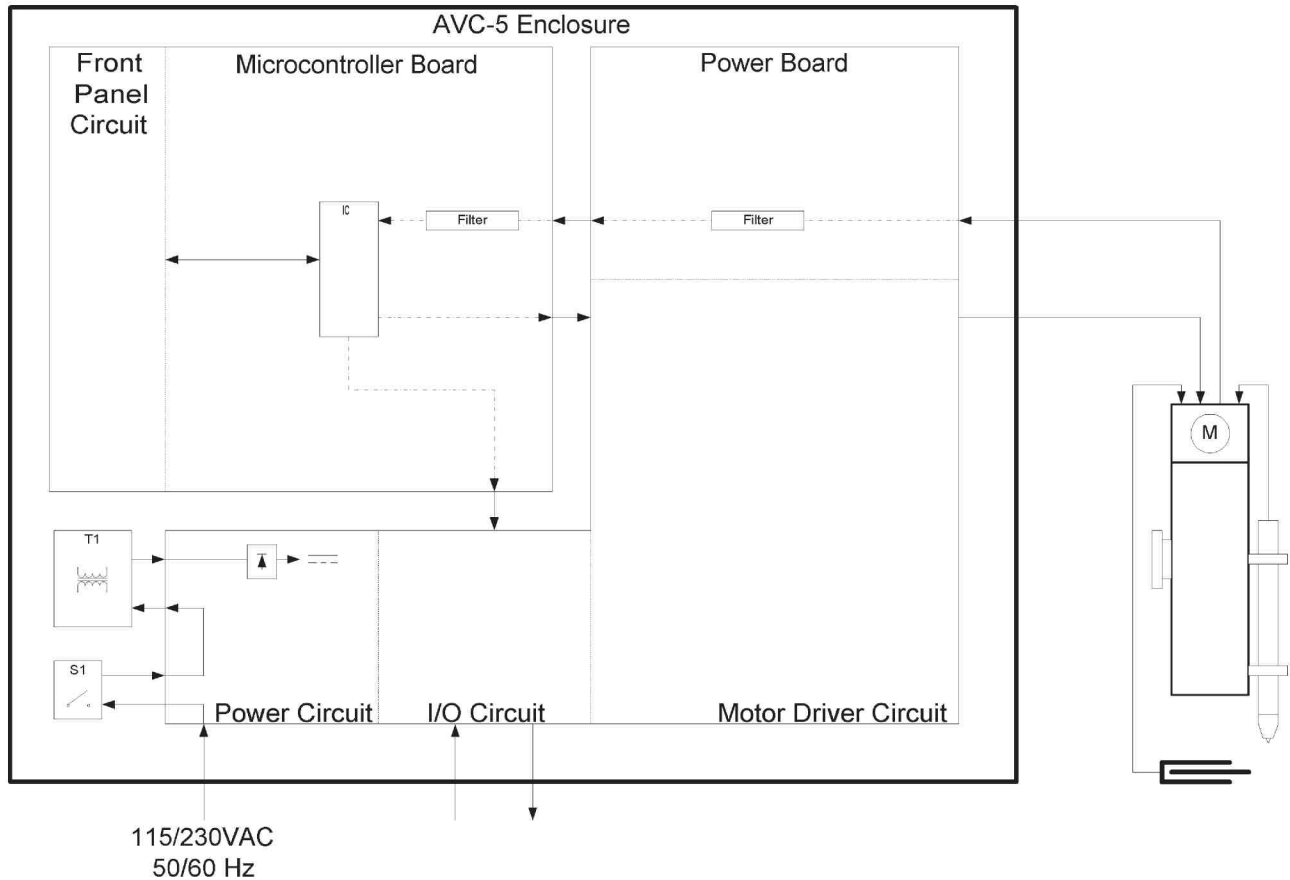 AVC-5 Enclosure
Front
Panel
Circuit
Microcontroller Board
Power Board
IC
Filter
Filter
M
T1
S1
Power Circuit
I/O Circuit
Motor Driver Circuit
115/230VAC
50/60 Hz